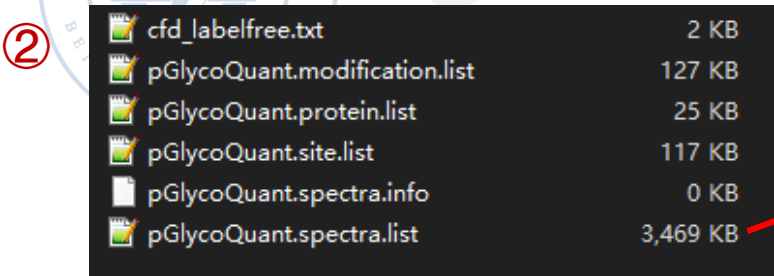 ②
cfd_labelfree.txt 2 KB
pGlycoQuant.modification.list 127 KB
pGlycoQuant.protein.list 25 KB
pGlycoQuant.site.list 117 KB
pGlycoQuant.spectra.info 0 KB
pGlycoQuant.spectra.list 3,469 KB